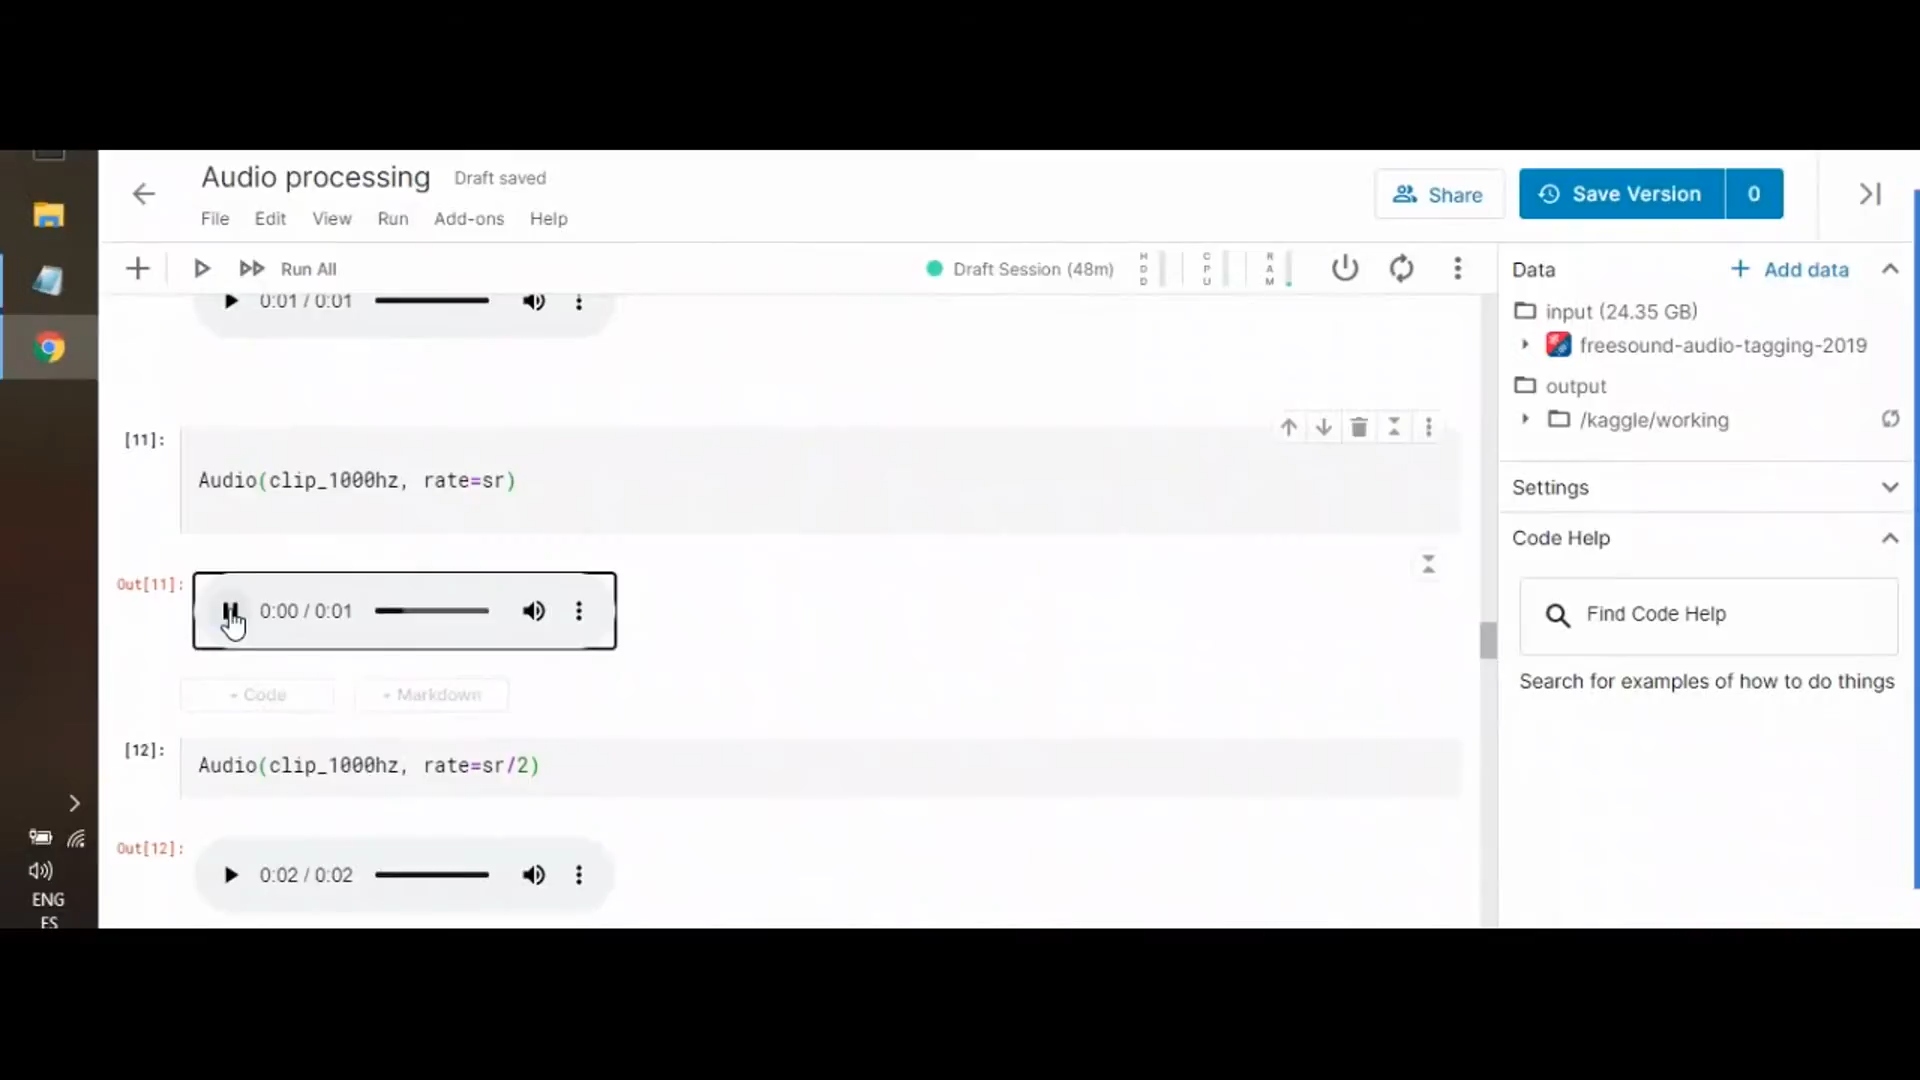 Audio processing Draft saved
Share
Save Version 0
File Edit View Run Add-ons Help
Run All
Draft Session (48m)
HDD
CPU
RAM
Data
Add data
0:01 / 0:01
input (24.35 GB)
freesound-audio-tagging-2019
output
/kaggle/working
[11]:
Audio(clip_1000hz, rate=sr)
Settings
Code Help
Out[11]:
0:00 / 0:01
Find Code Help
Search for examples of how to do things
+ Code + Markdown
[12]:
Audio(clip_1000hz, rate=sr/2)
Out[12]:
0:02 / 0:02
ENG
ES